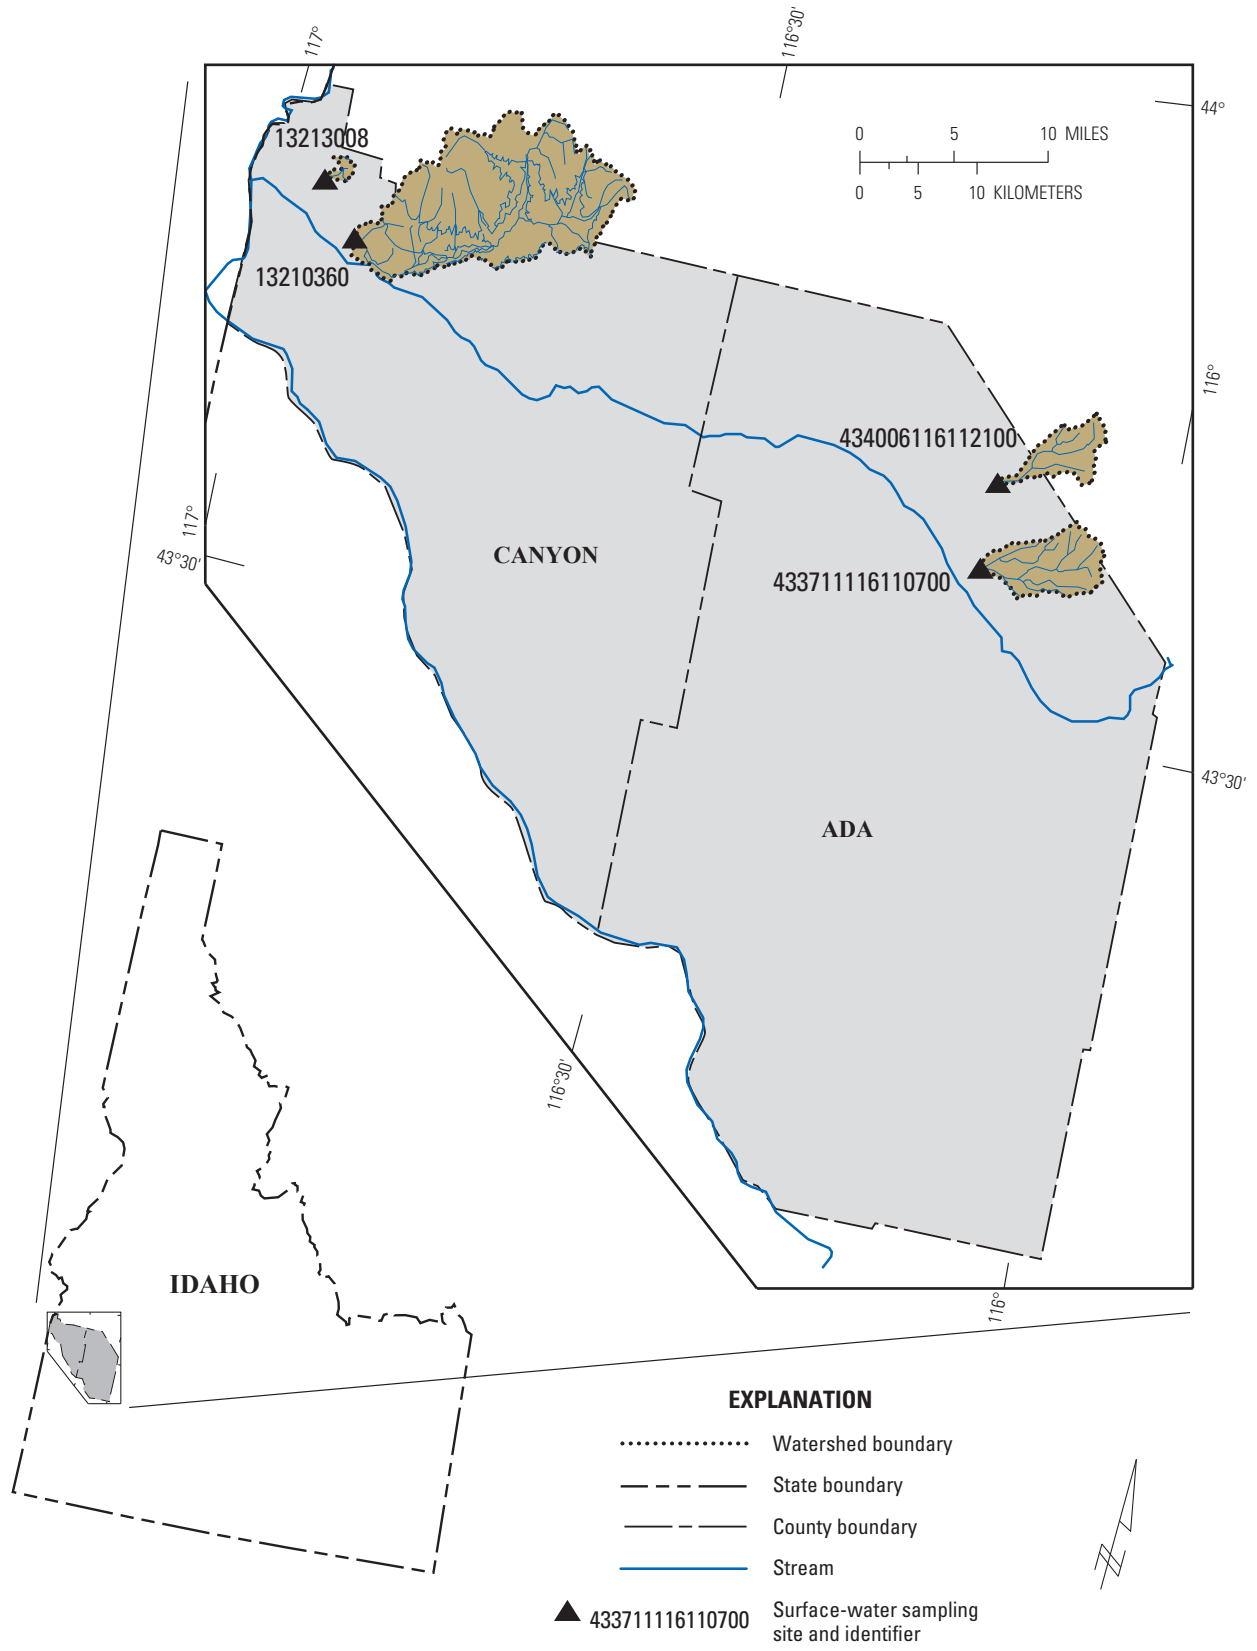 117°
116°30'
44°
0 5 10 MILES
0 5 10 KILOMETERS
13213008
13210360
116°
434006116112100
433711116110700
117°
43°30'
CANYON
ADA
43°30'
116°30'
116°
IDAHO
EXPLANATION
Watershed boundary
State boundary
County boundary
Stream
433711116110700 Surface-water sampling
site and identifier
N